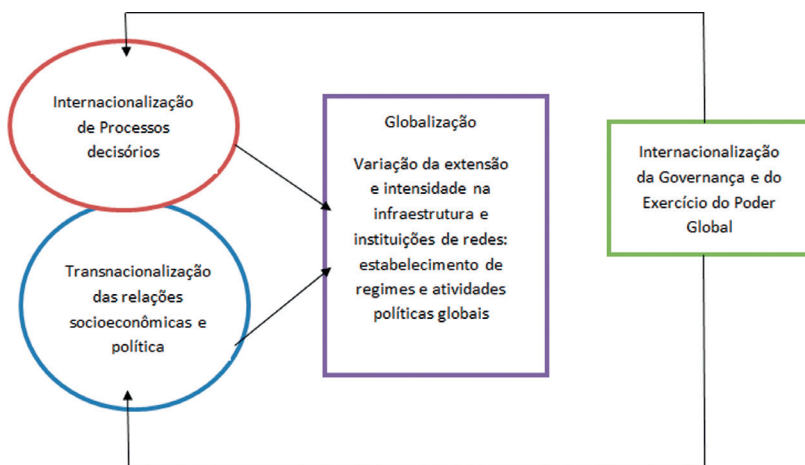 Internacionalização
de Processos
decisórios
Transnacionalização
das relações
socioeconômicas e
política
Globalização
Variação da extensão
e intensidade na
infraestrutura e
instituições de redes:
estabelecimento de
regimes e atividades
políticas globais
Internacionalização
da Governança e do
Exercício do Poder
Global